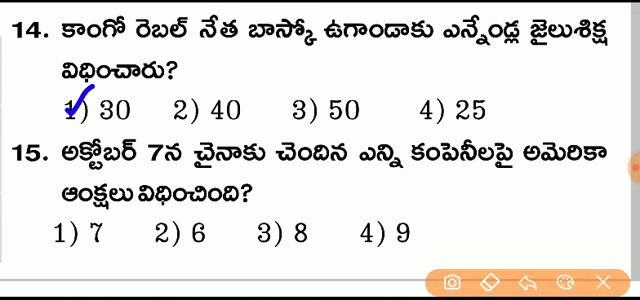 14. కాంగో రెబల్ నేత బాస్కో ఉగాండాకు ఎన్నేండ్ల జైలుశిక్ష
విధించారు?
1) 30 2) 40 3) 50 4) 25
15. అక్టోబర్ 7న చైనాకు చెందిన ఎన్ని కంపెనీలపై అమెరికా
ఆంక్షలు విధించింది?
1) 7 2) 6 3) 8 4) 9